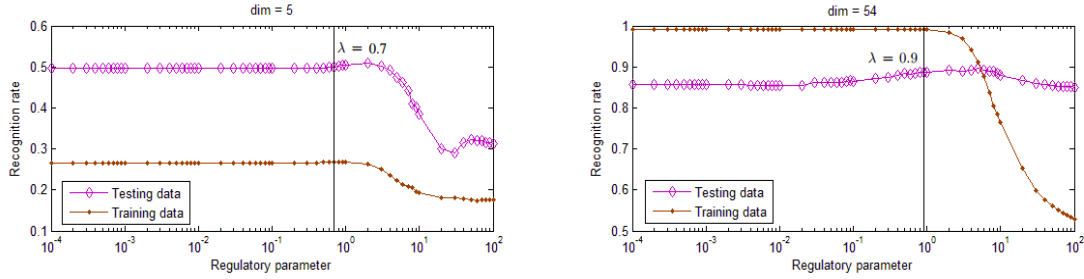 dim = 5
Recognition rate
0.6
0.5
0.4
0.3
0.2
0.1
λ = 0.7
Testing data
Training data
10^-4
10^-3
10^-2
10^-1
10^0
10^1
10^2
Regulatory parameter
dim = 54
Recognition rate
1
0.9
0.8
0.7
0.6
0.5
λ = 0.9
Testing data
Training data
10^-4
10^-3
10^-2
10^-1
10^0
10^1
10^2
Regulatory parameter